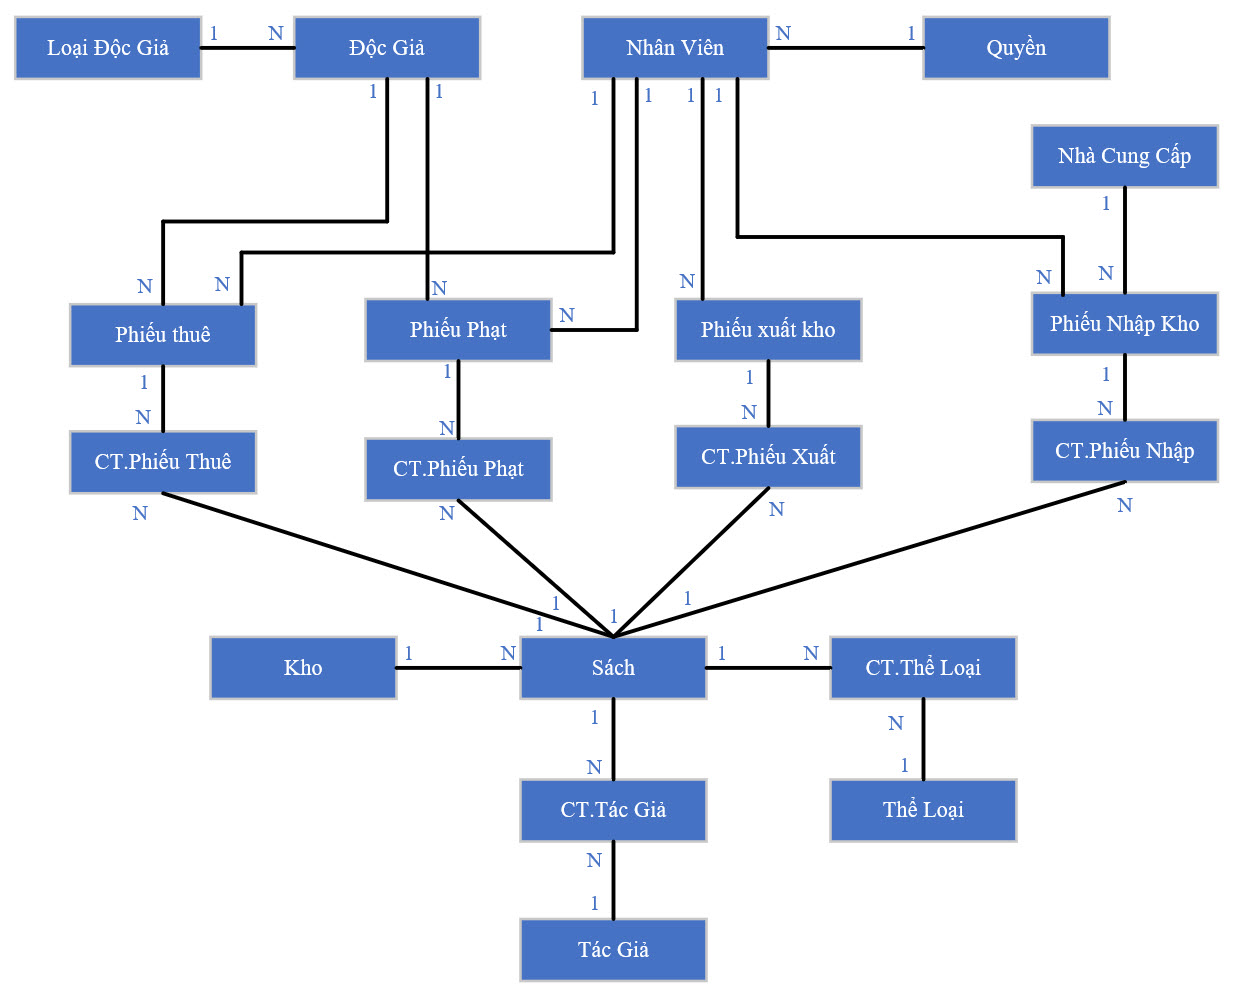 Loại Độc Giả
1
N
Độc Giả
Nhân Viên
N
1
Quyền
1
1
1
1
1
1
Nhà Cung Cấp
1
N
N
N
N
N
N
N
Phiếu thuê
Phiếu Phạt
Phiếu xuất kho
Phiếu Nhập Kho
1
1
1
1
N
N
N
N
CT.Phiếu Thuê
CT.Phiếu Phạt
CT.Phiếu Xuất
CT.Phiếu Nhập
N
N
N
N
1
1
1
1
Kho
1
N
Sách
1
N
CT.Thể Loại
1
N
N
1
CT.Tác Giả
Thể Loại
N
1
Tác Giả